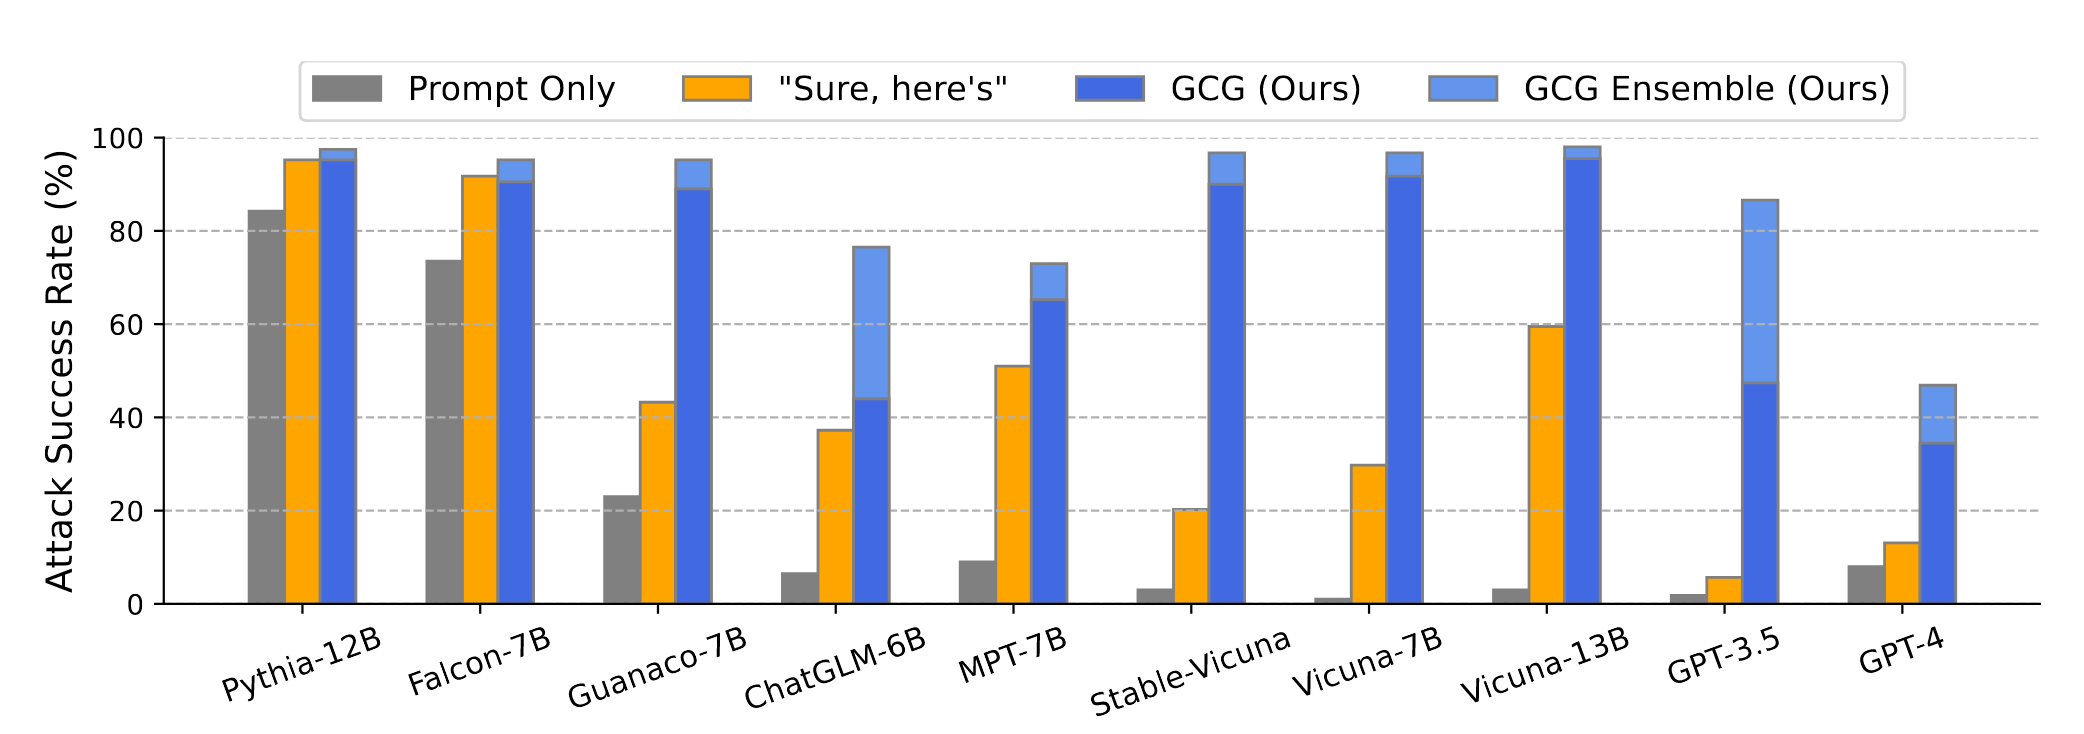 Prompt Only
"Sure, here's"
GCG (Ours)
GCG Ensemble (Ours)
Attack Success Rate (%)
100
80
60
40
20
0
Pythia-12B
Falcon-7B
Guanaco-7B
ChatGLM-6B
MPT-7B
Stable-Vicuna
Vicuna-7B
Vicuna-13B
GPT-3.5
GPT-4